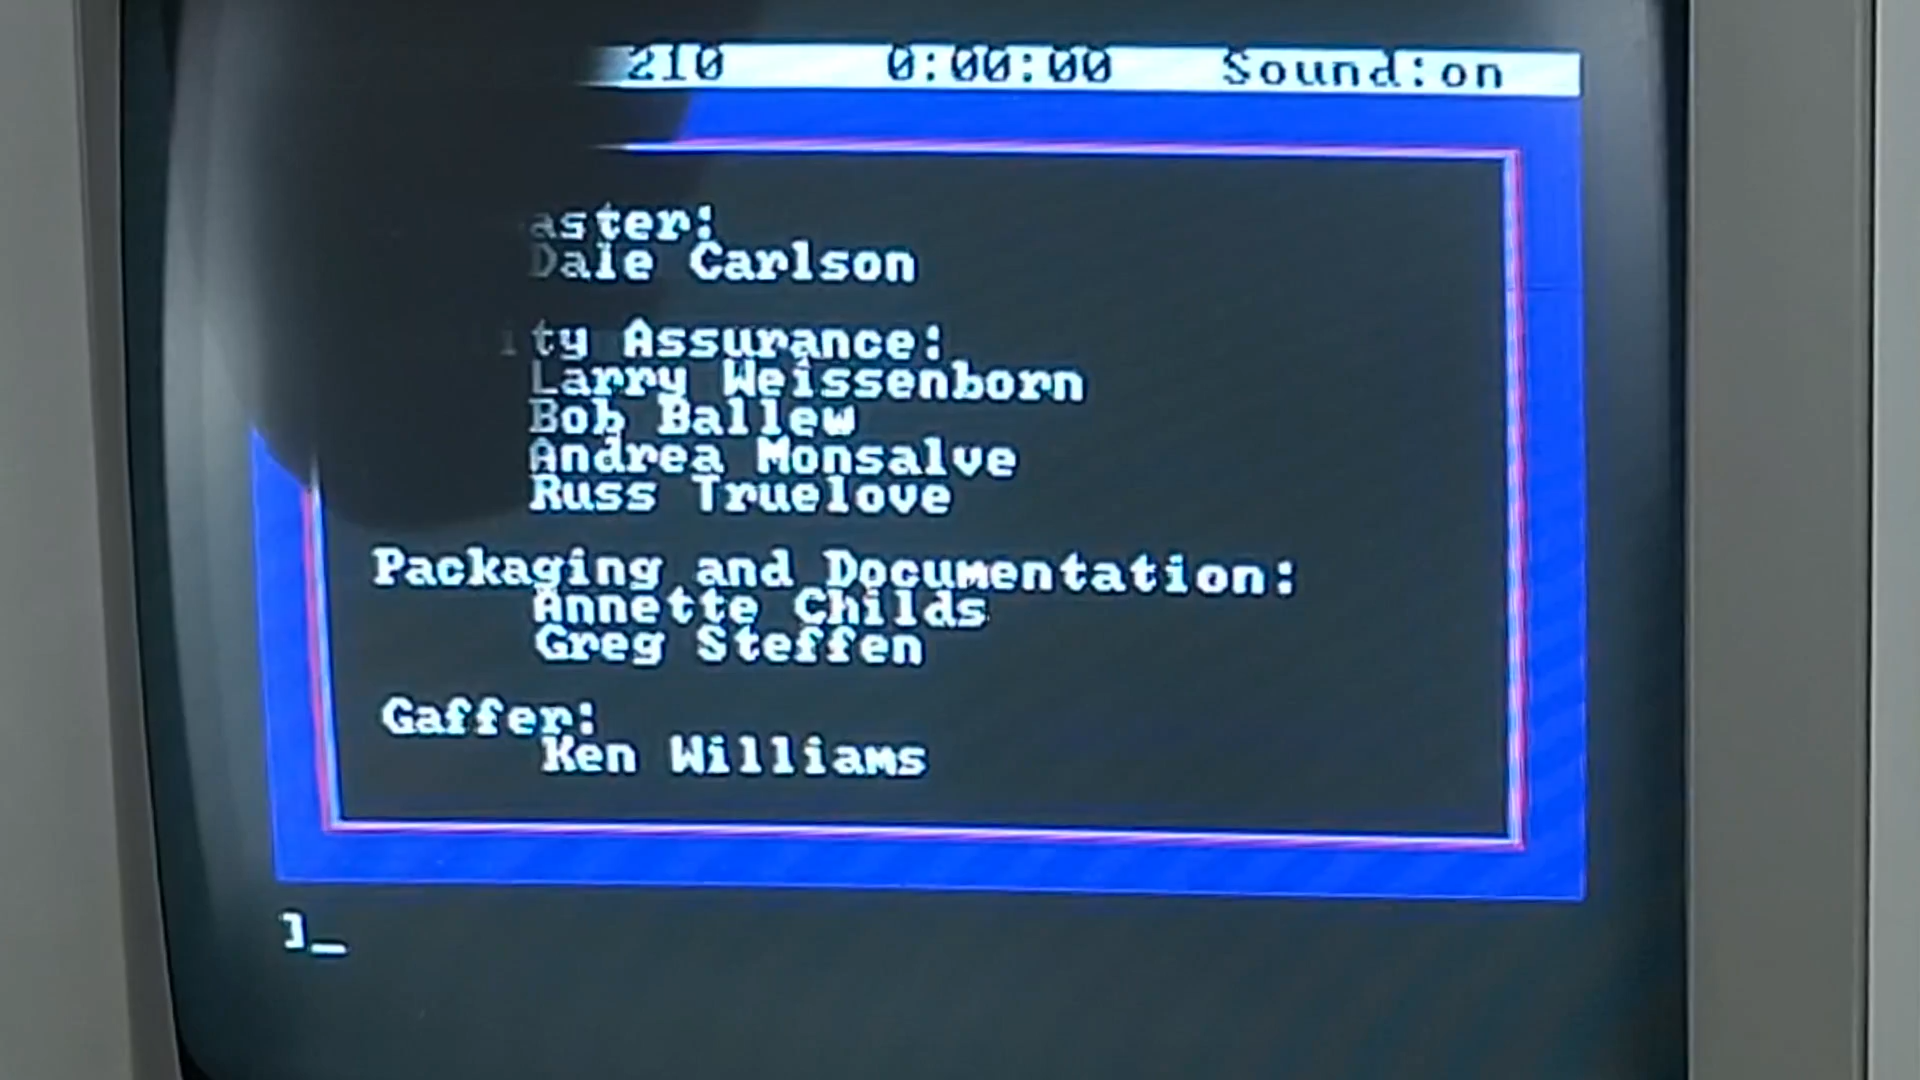 210 0:00:00 Sound:on
aster:
Dale Carlson
ity Assurance:
Larry Weissenborn
Bob Ballew
Andrea Monsalve
Russ Truelove
Packaging and Documentation:
Annette Childs
Greg Steffen
Gaffer:
Ken Williams
]_